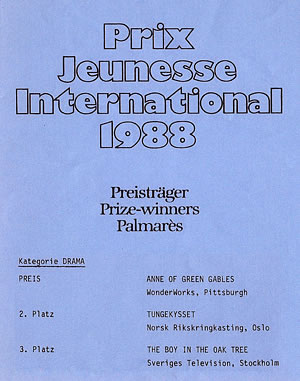 Prix
Jeunesse
International
1988
Preisträger
Prize-winners
Palmarès
Kategorie DRAMA
PREIS ANNE OF GREEN GABLES
WonderWorks, Pittsburgh
2. Platz TUNGEKYSSET
Norsk Rikskringkasting, Oslo
3. Platz THE BOY IN THE OAK TREE
Sveriges Television, Stockholm